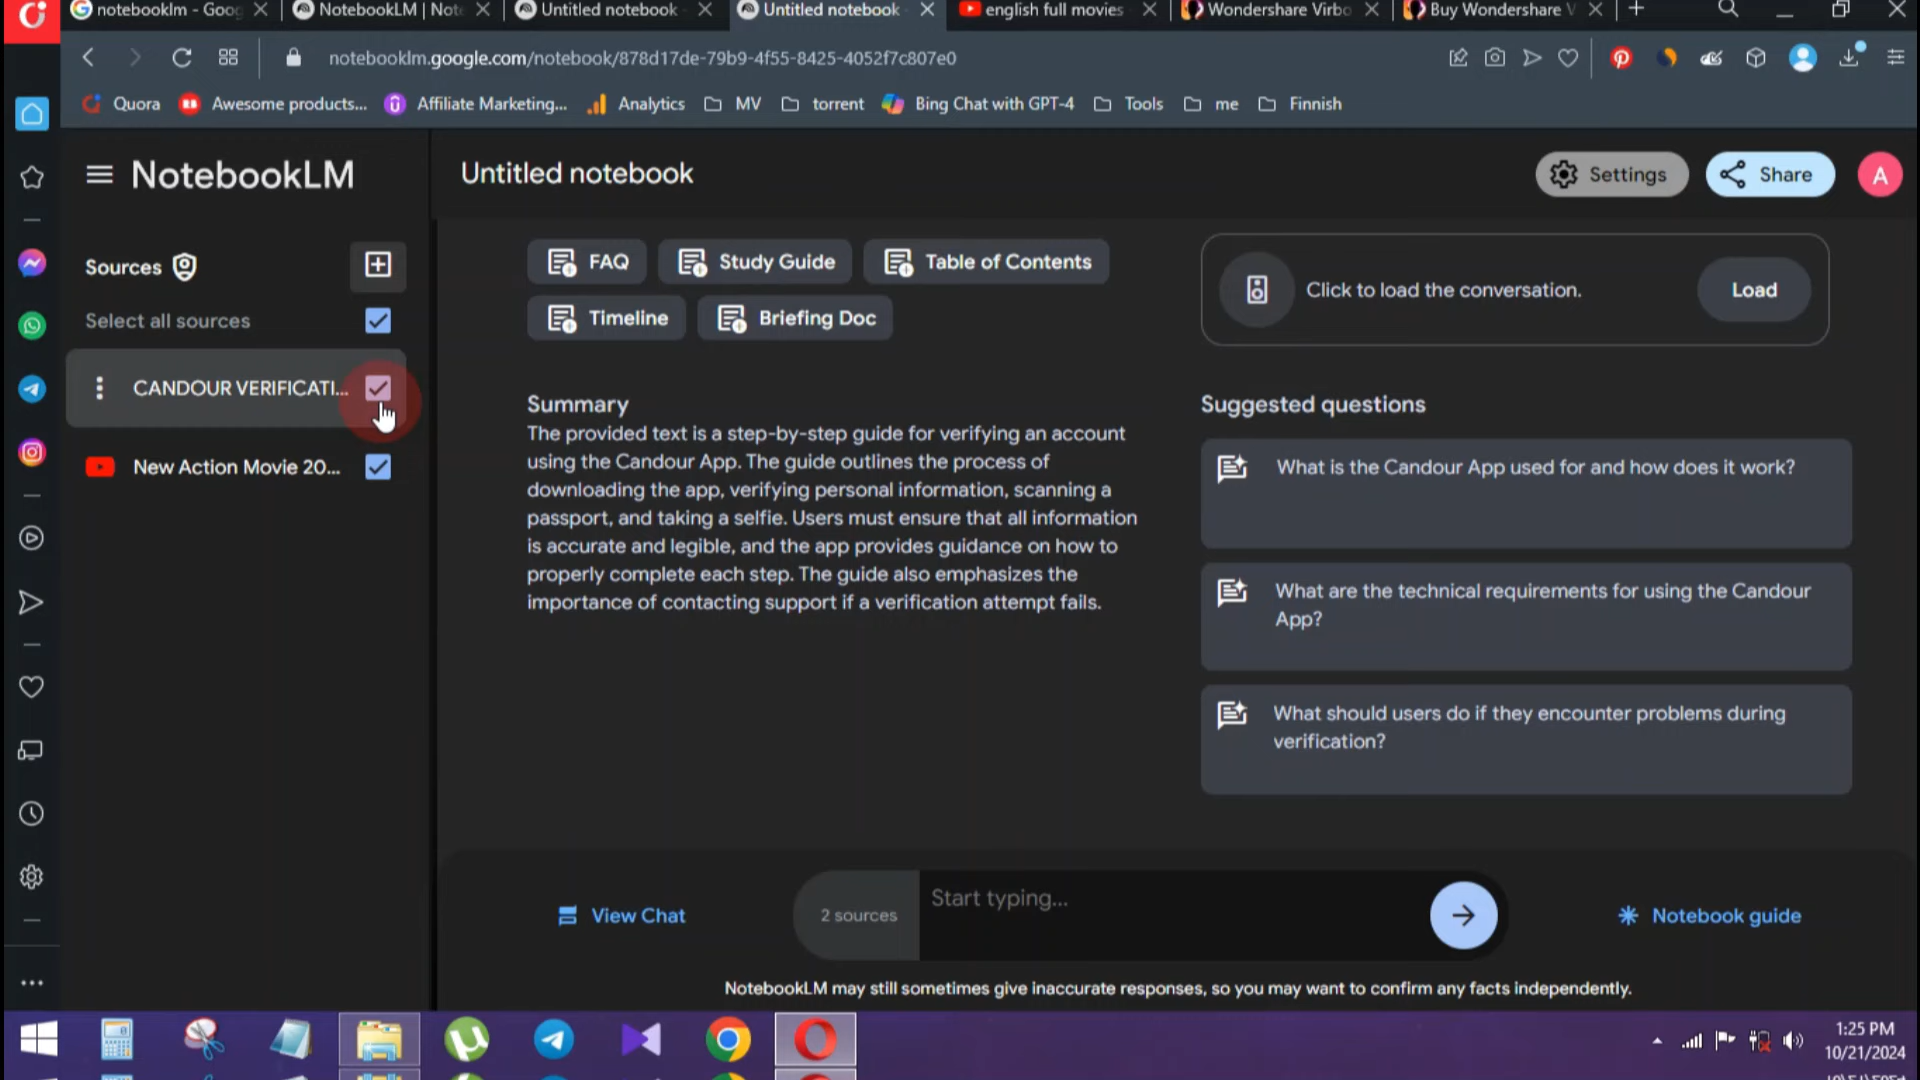 notebooklm - Goog
NotebookLM | Note
Untitled notebook
Untitled notebook
english full movies
Wondershare Virbo
Buy Wondershare V
notebooklm.google.com/notebook/878d17de-79b9-4f55-8425-4052f7c807e0
Quora
Awesome products...
Affiliate Marketing...
Analytics
MV
torrent
Bing Chat with GPT-4
Tools
me
Finnish
NotebookLM
Untitled notebook
Settings
Share
A
Sources
Select all sources
CANDOUR VERIFICATI...
New Action Movie 20...
FAQ
Study Guide
Table of Contents
Timeline
Briefing Doc
Click to load the conversation.
Load
Summary
The provided text is a step-by-step guide for verifying an account
using the Candour App. The guide outlines the process of
downloading the app, verifying personal information, scanning a
passport, and taking a selfie. Users must ensure that all information
is accurate and legible, and the app provides guidance on how to
properly complete each step. The guide also emphasizes the
importance of contacting support if a verification attempt fails.
Suggested questions
What is the Candour App used for and how does it work?
What are the technical requirements for using the Candour
App?
What should users do if they encounter problems during
verification?
View Chat
2 sources
Start typing...
Notebook guide
NotebookLM may still sometimes give inaccurate responses, so you may want to confirm any facts independently.
1:25 PM
10/21/2024